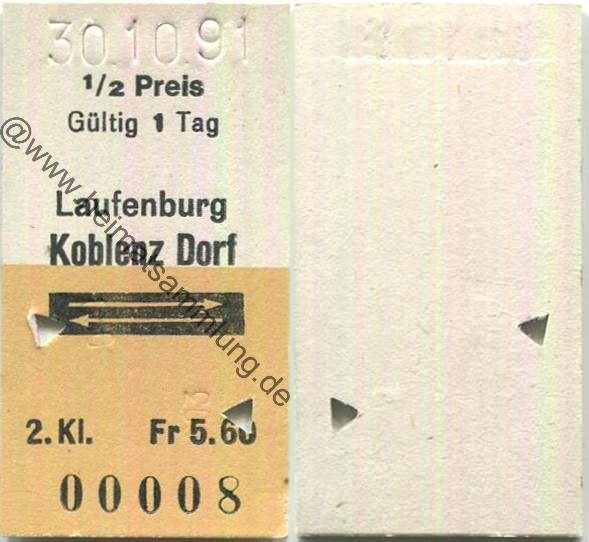 30.10.91
1/2 Preis
Gültig 1 Tag
Laufenburg
Koblenz Dorf
2. Kl. Fr 5.60
00008
@www.heimatsammlung.de